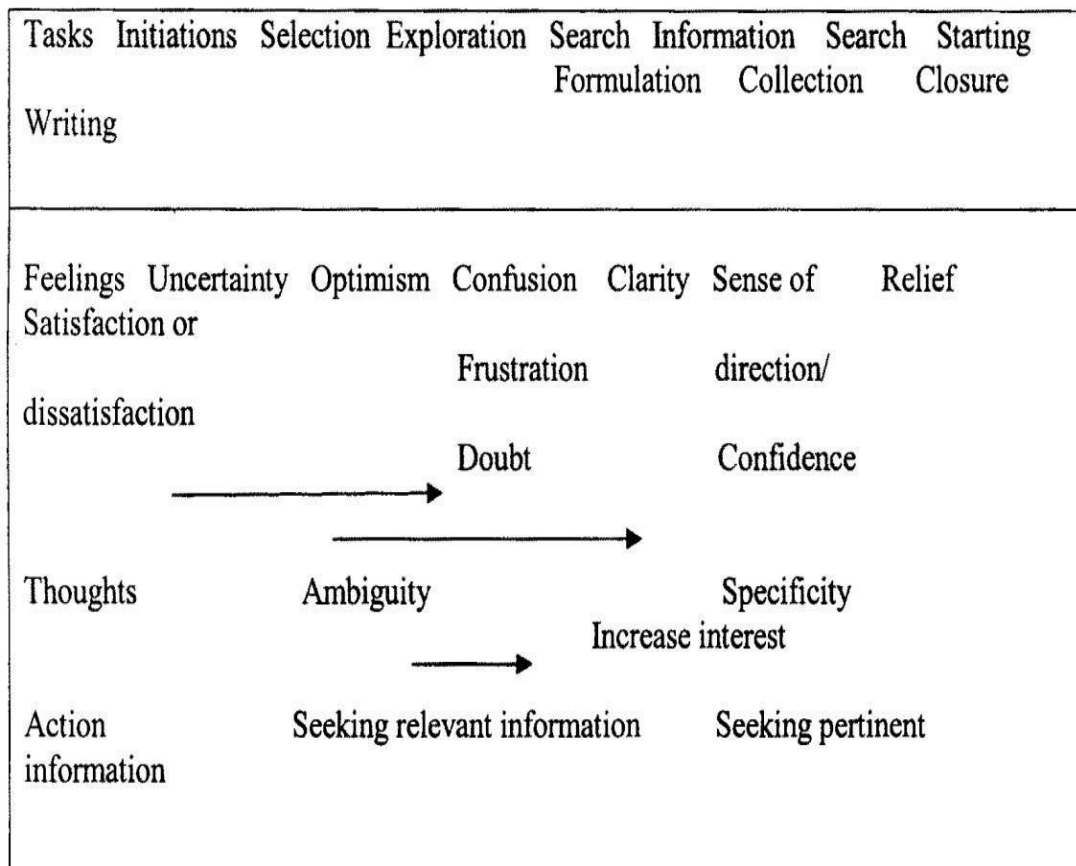 Tasks Initiations Selection Exploration Search Information Search Starting
Formulation Collection Closure
Writing
Feelings Uncertainty Optimism Confusion Clarity Sense of Relief
Satisfaction or
Frustration direction/
dissatisfaction
Doubt Confidence
Thoughts Ambiguity Specificity
Increase interest
Action Seeking relevant information Seeking pertinent
information